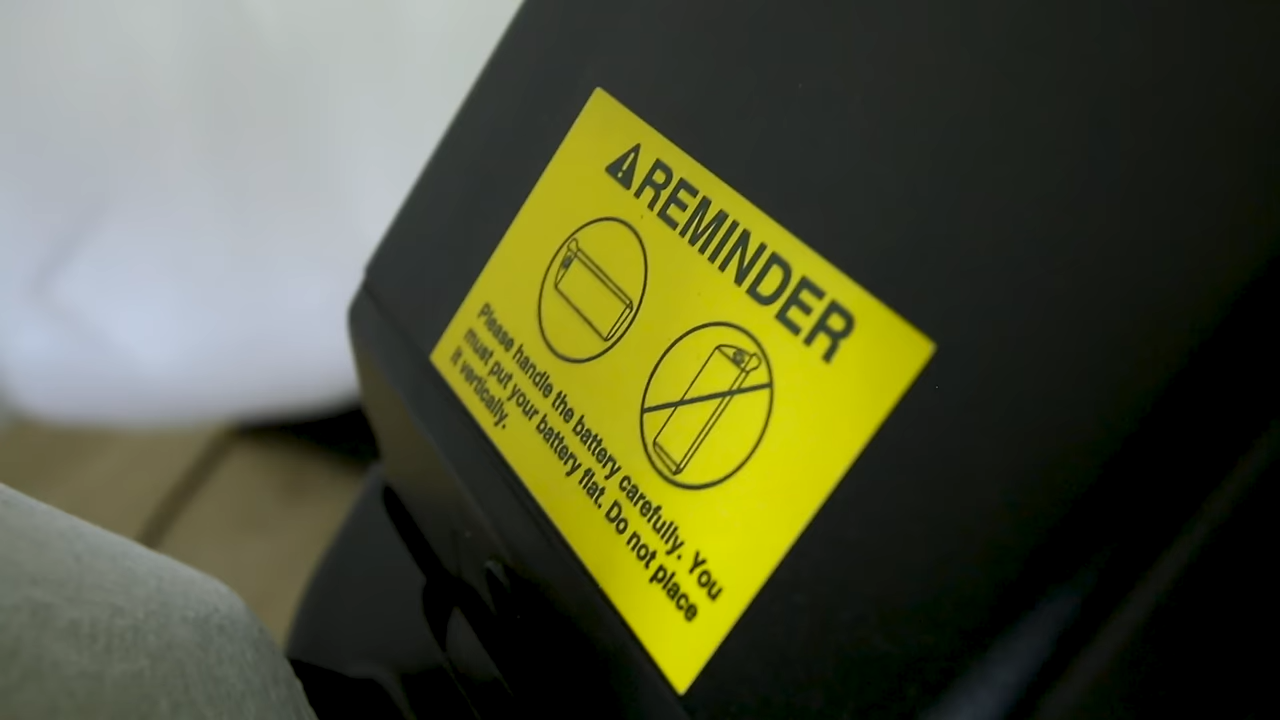 REMINDER
Please handle the battery carefully. You
must put your battery flat. Do not place
it vertically.